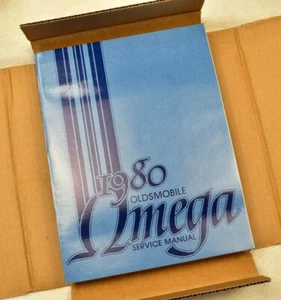 1980
OLDSMOBILE
Omega
SERVICE MANUAL